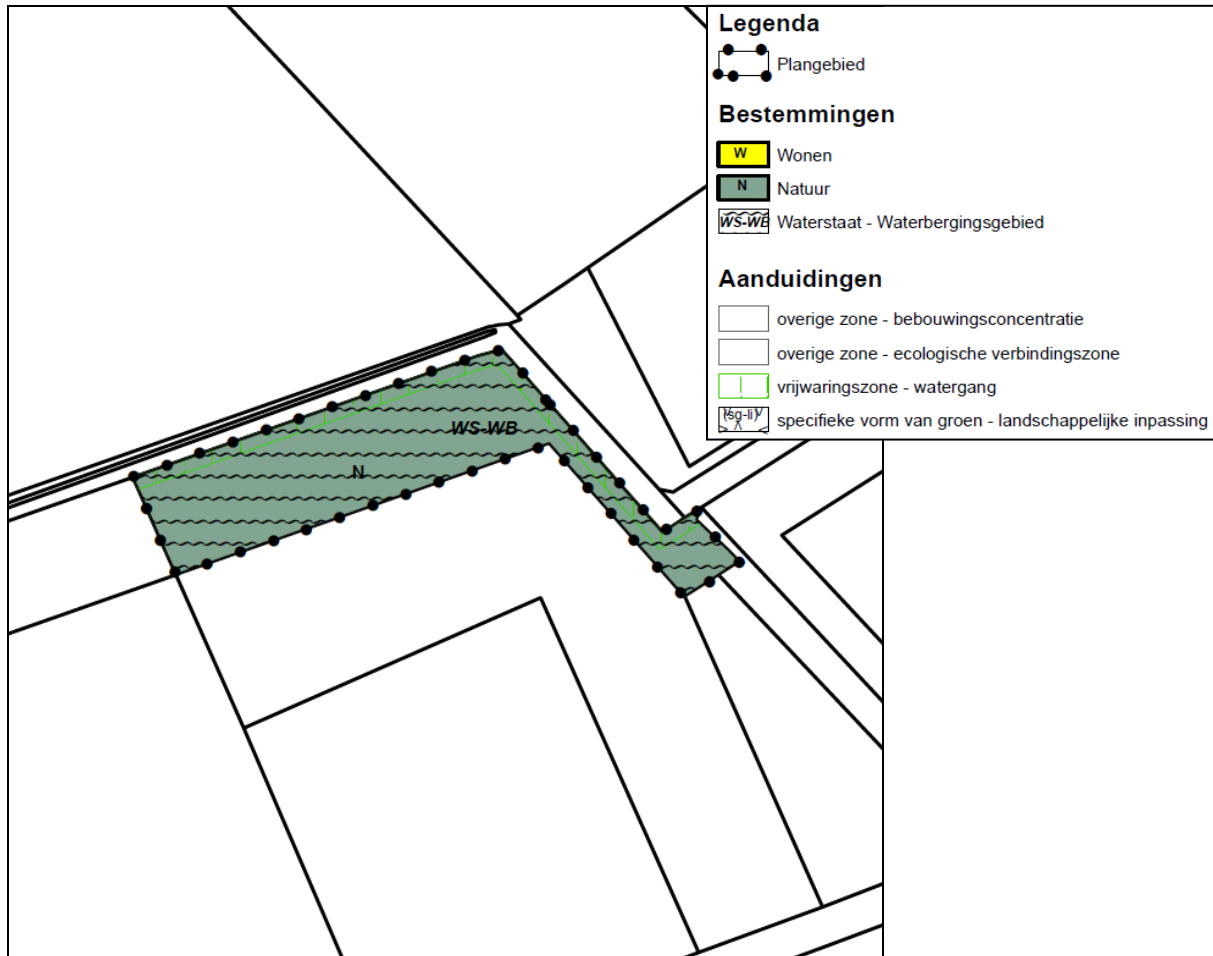 Legenda
Plangebied
Bestemmingen
W Wonen
N Natuur
WS-WB Waterstaat - Waterbergingsgebied
Aanduidingen
overige zone - bebouwingsconcentratie
overige zone - ecologische verbindingszone
vrijwaringszone - watergang
(sg-li) specifieke vorm van groen - landschappelijke inpassing
WS-WB
N